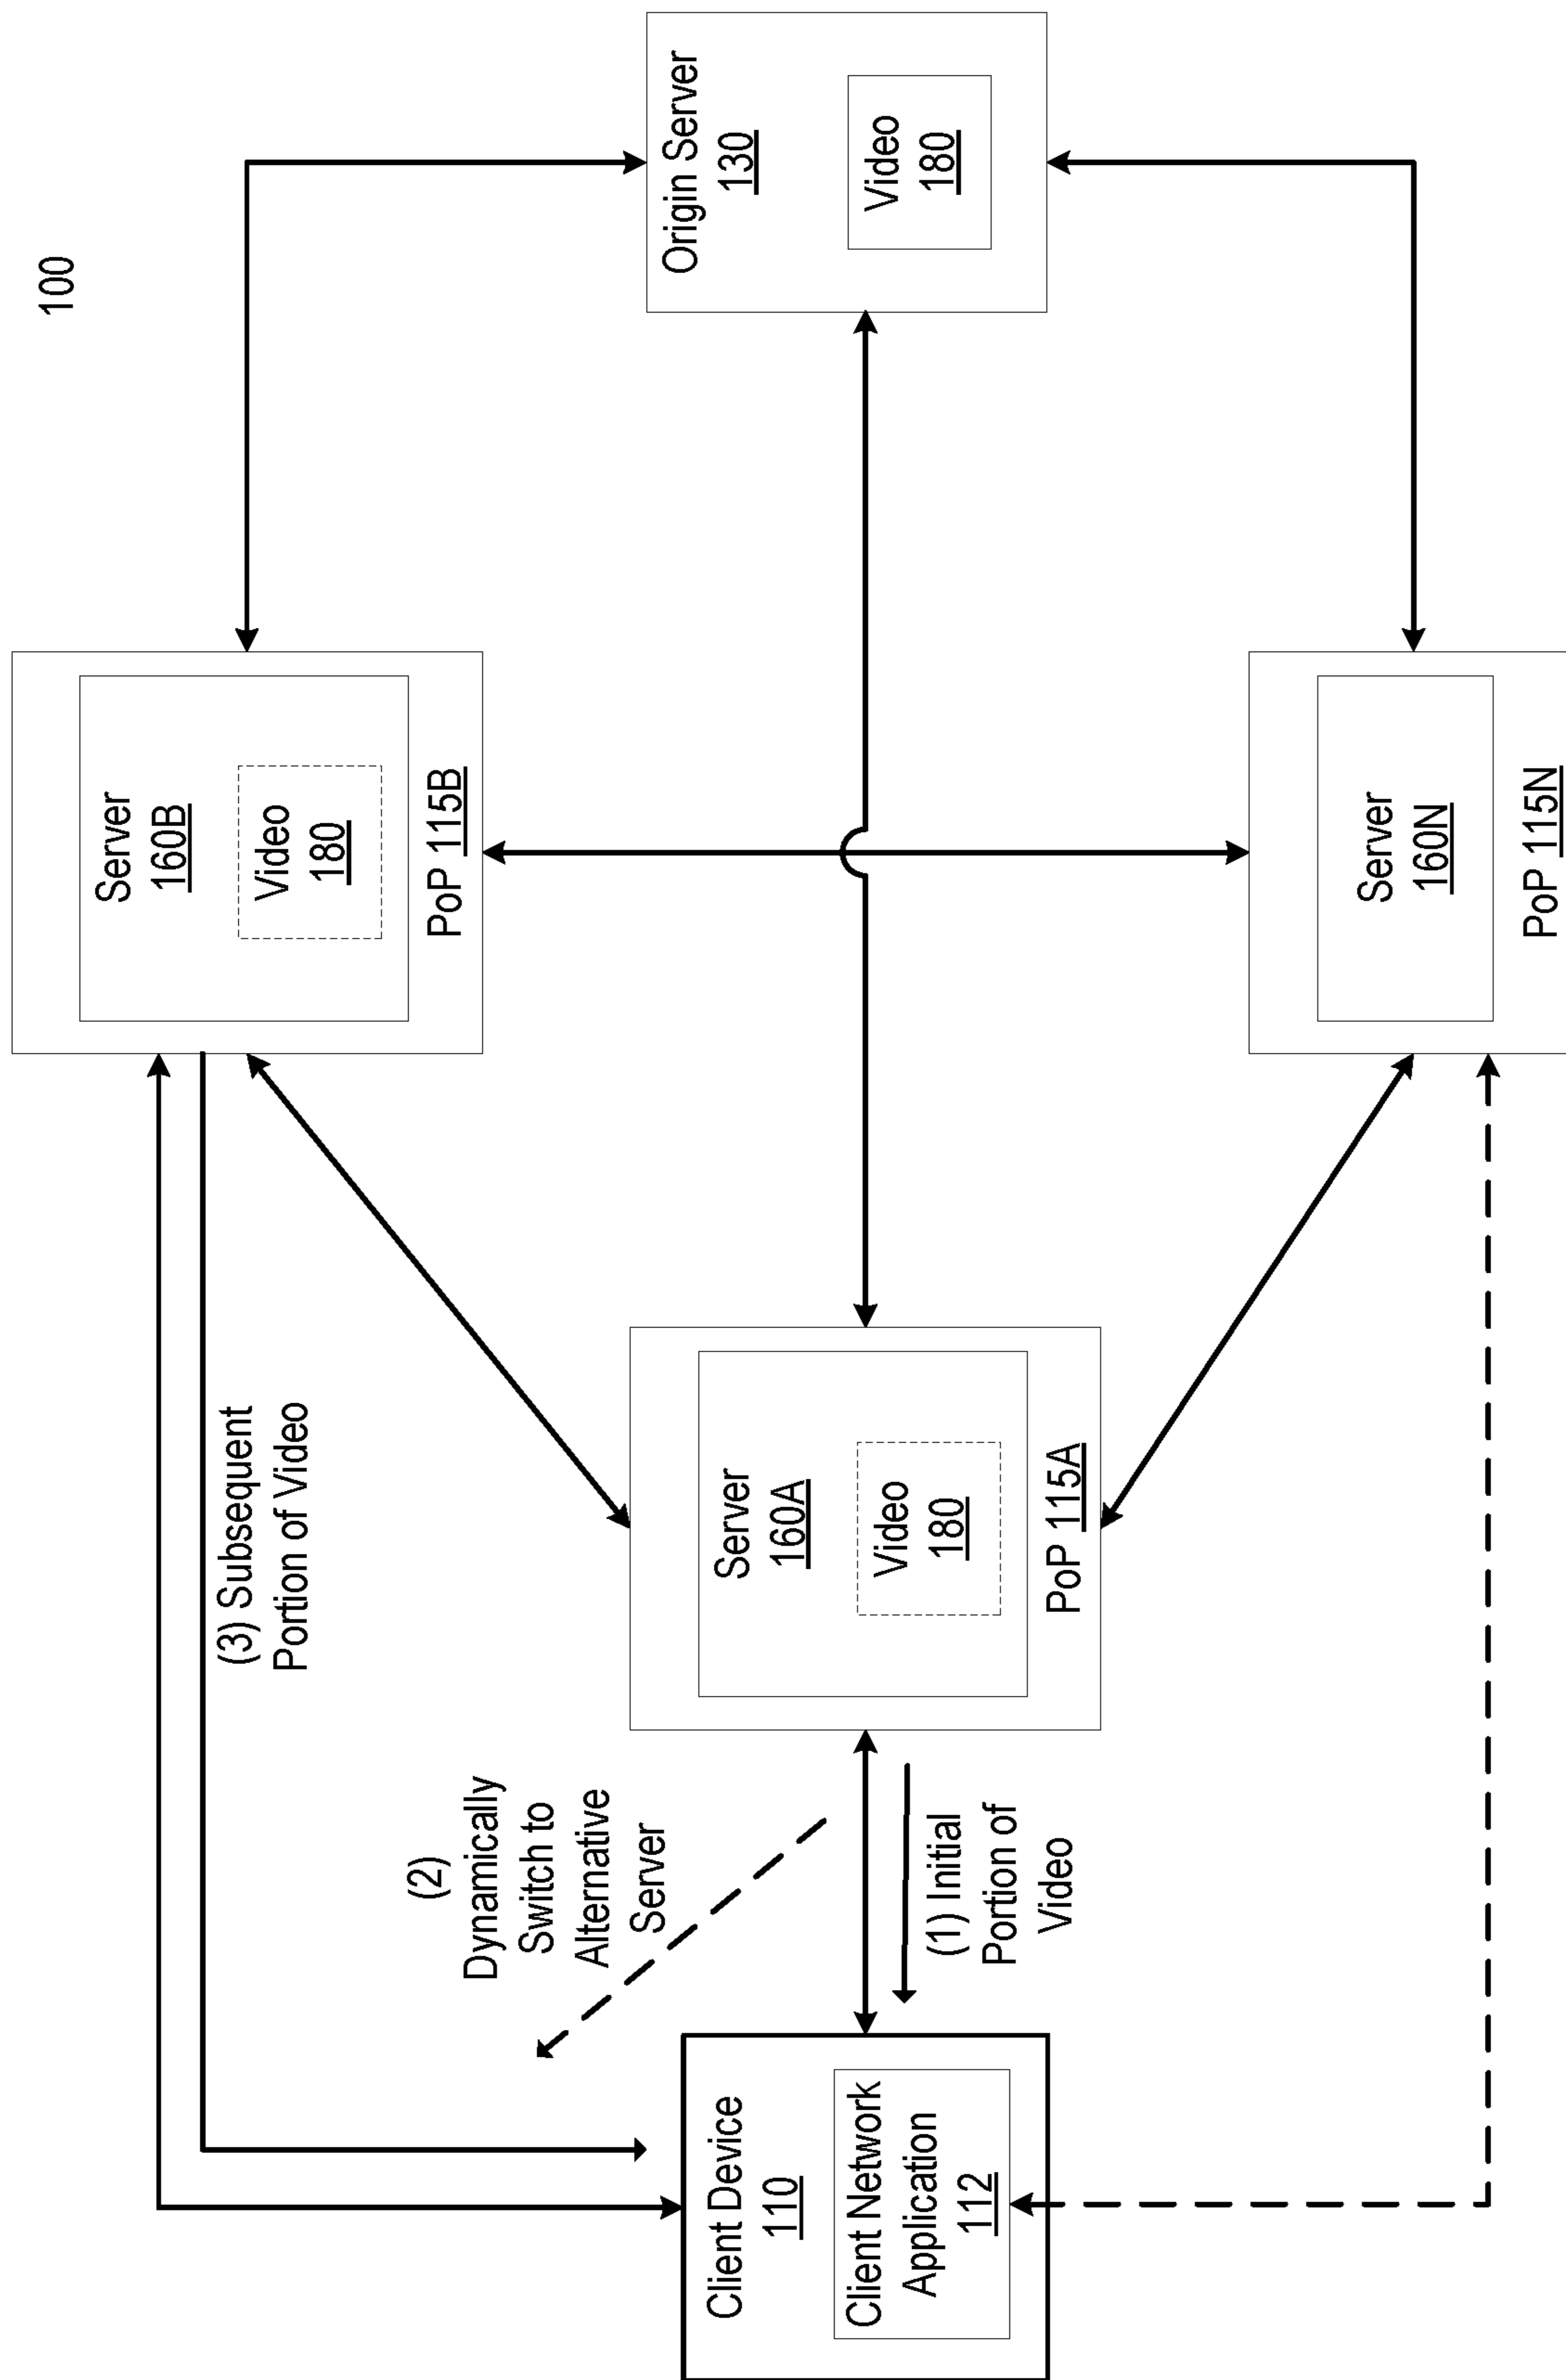 100
Server
160B
Video
180
PoP 115B
(3) Subsequent
Portion of Video
Origin Server
130
Video
180
(2)
Dynamically
Switch to
Alternative
Server
Server
160A
Video
180
PoP 115A
Client Device
110
Client Network
Application
112
(1) Initial
Portion of
Video
Server
160N
PoP 115N